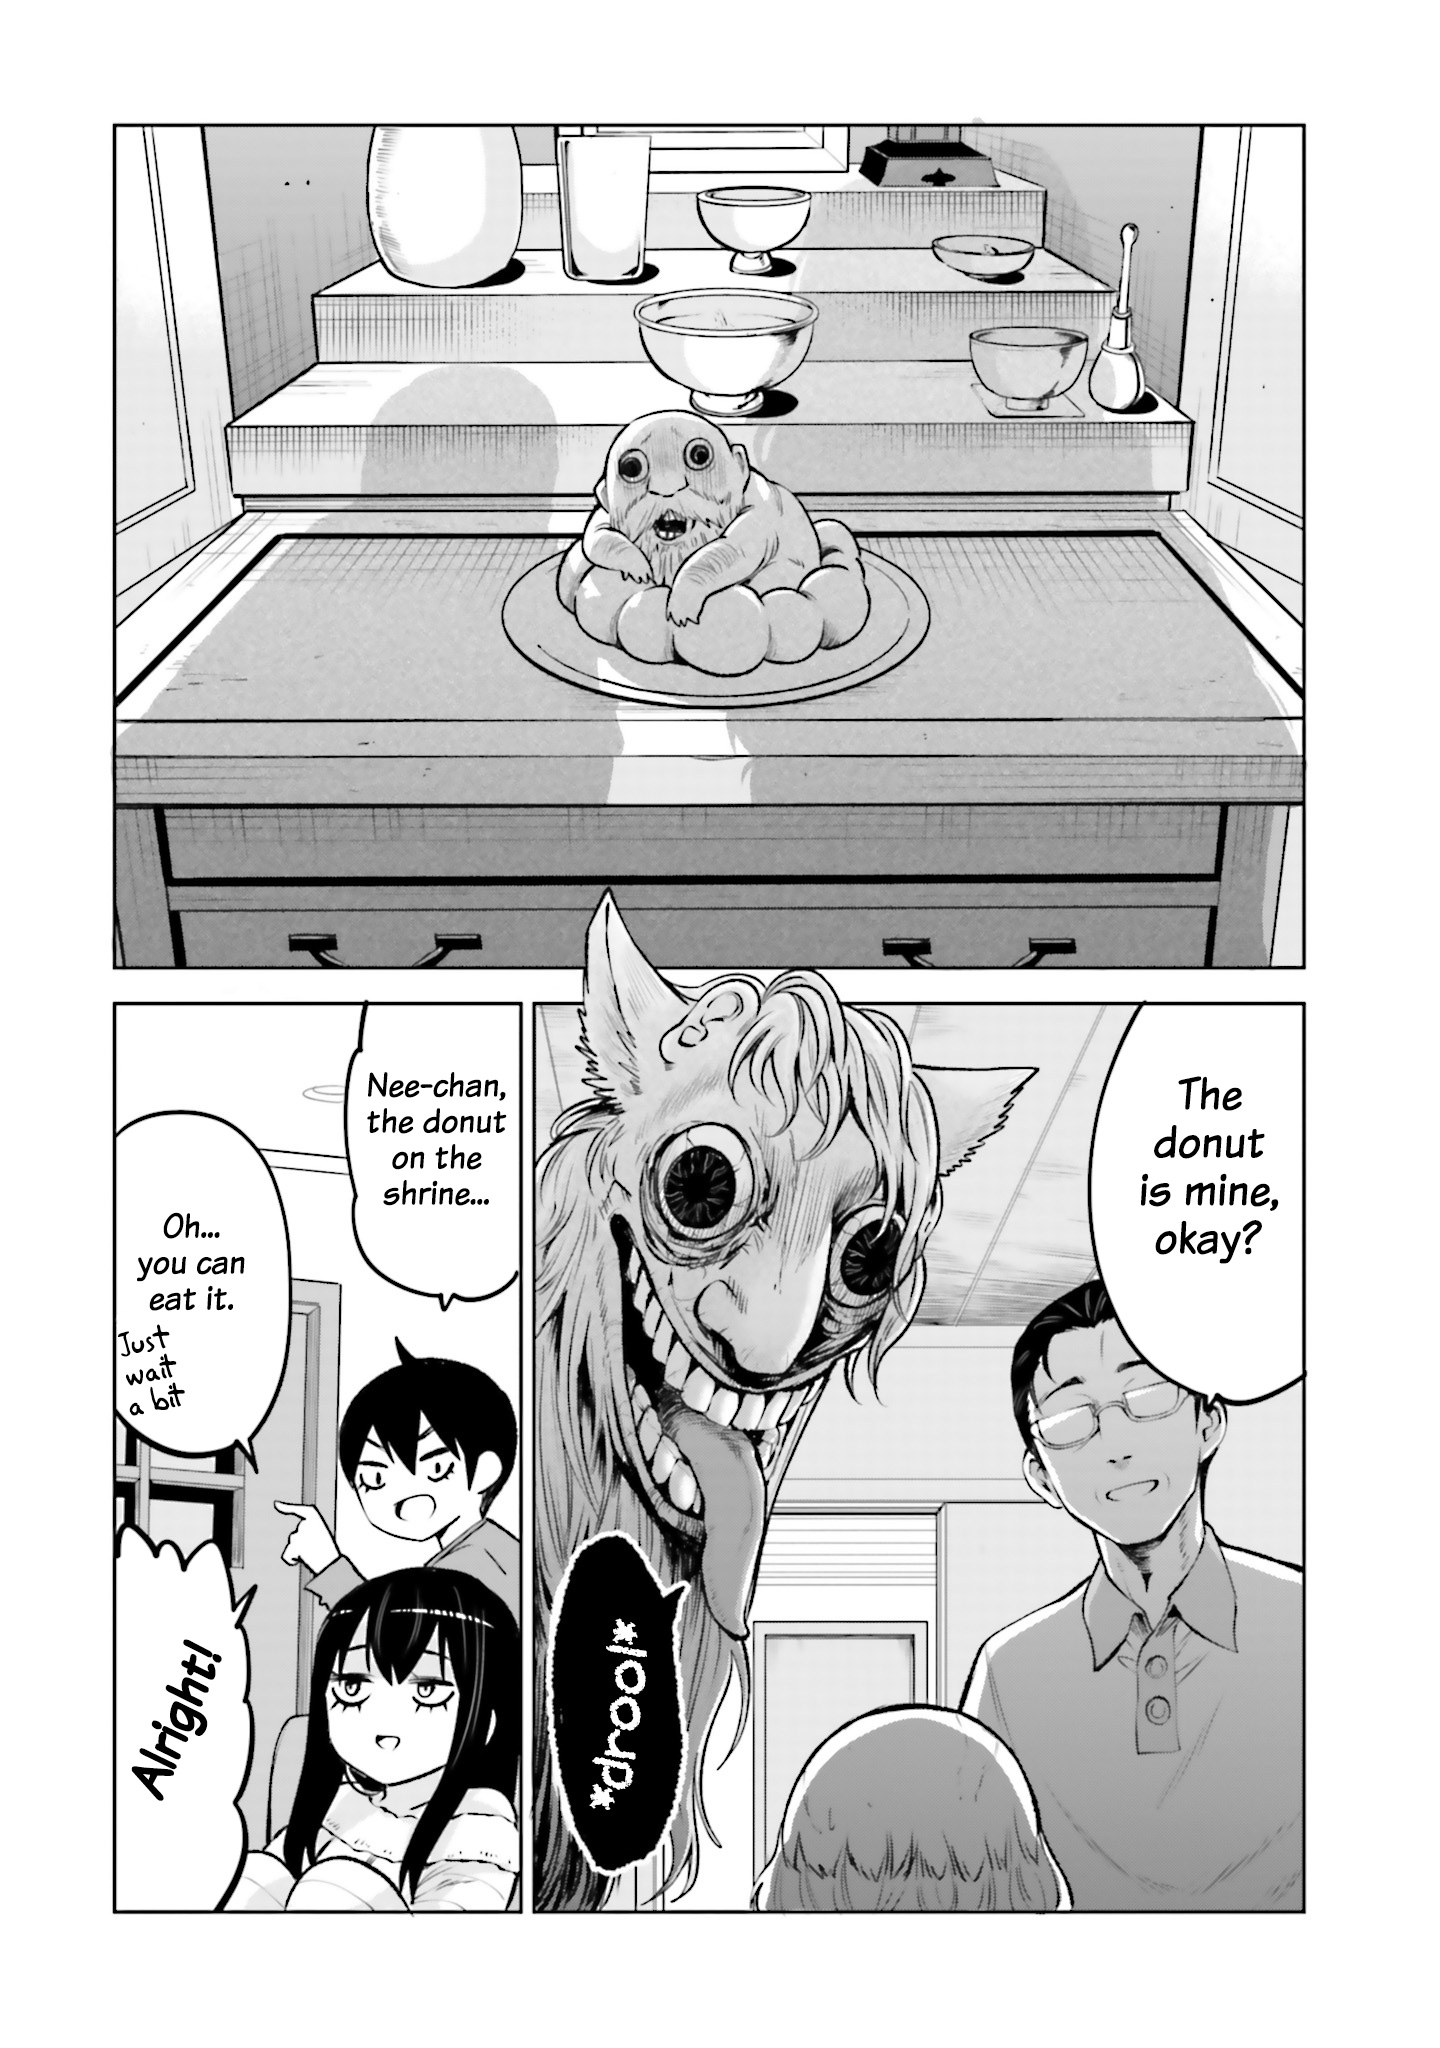 The
donut
is mine,
okay?
*drool*
Nee-chan,
the donut
on the
shrine...
Oh...
you can
eat it.
Just
wait
a bit
Alright!